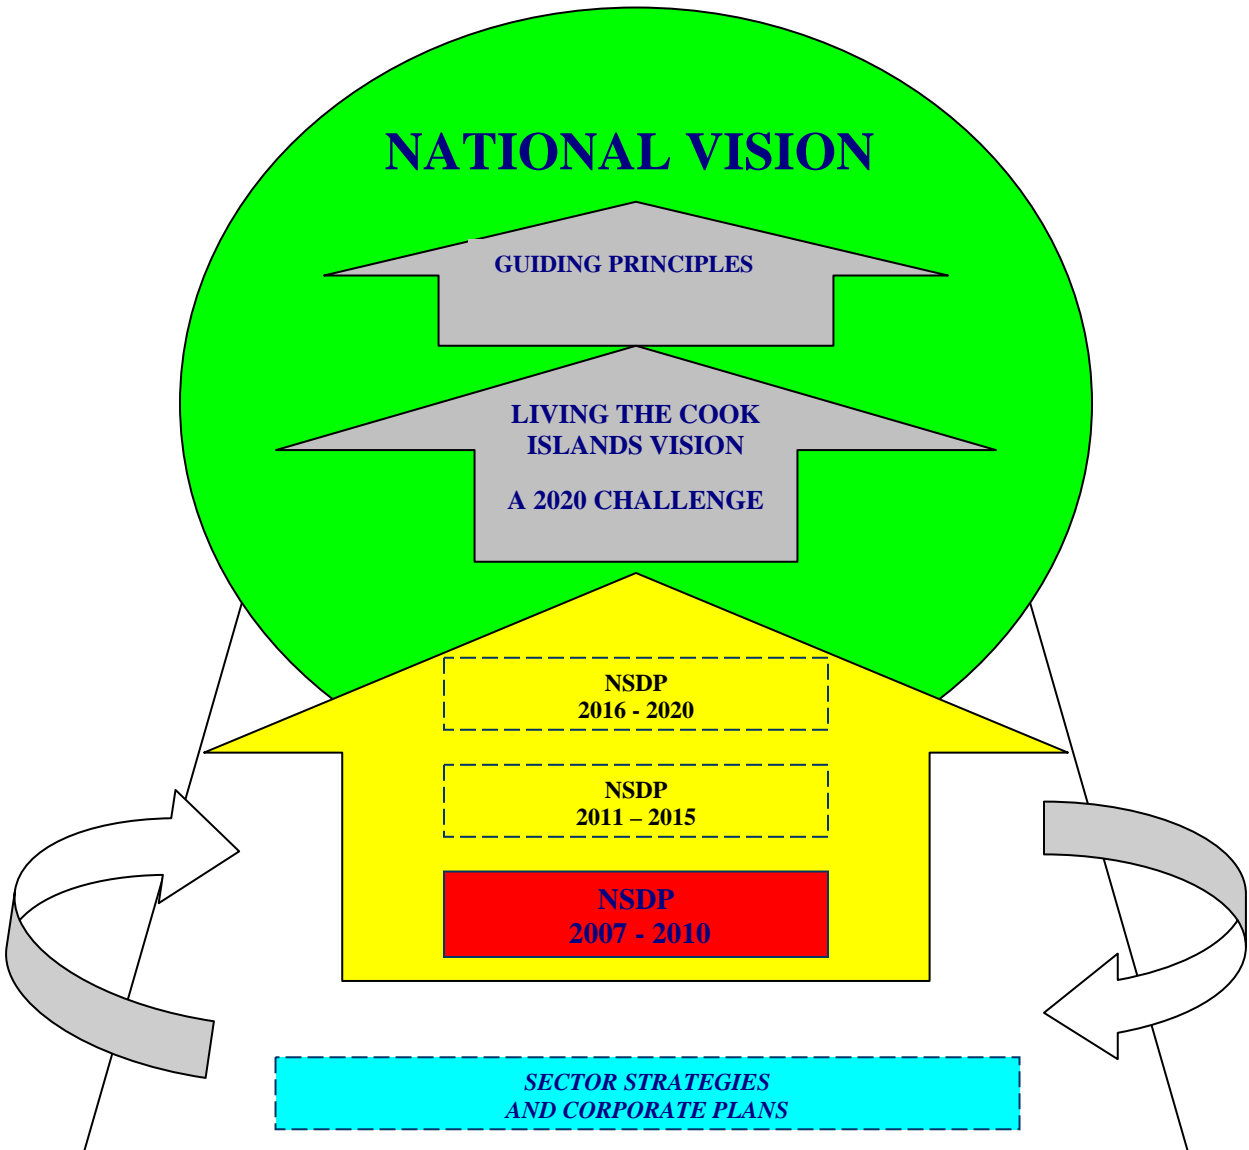 NATIONAL VISION
GUIDING PRINCIPLES
LIVING THE COOK
ISLANDS VISION
A 2020 CHALLENGE
NSDP
2016 - 2020
NSDP
2011 – 2015
NSDP
2007 - 2010
SECTOR STRATEGIES
AND CORPORATE PLANS